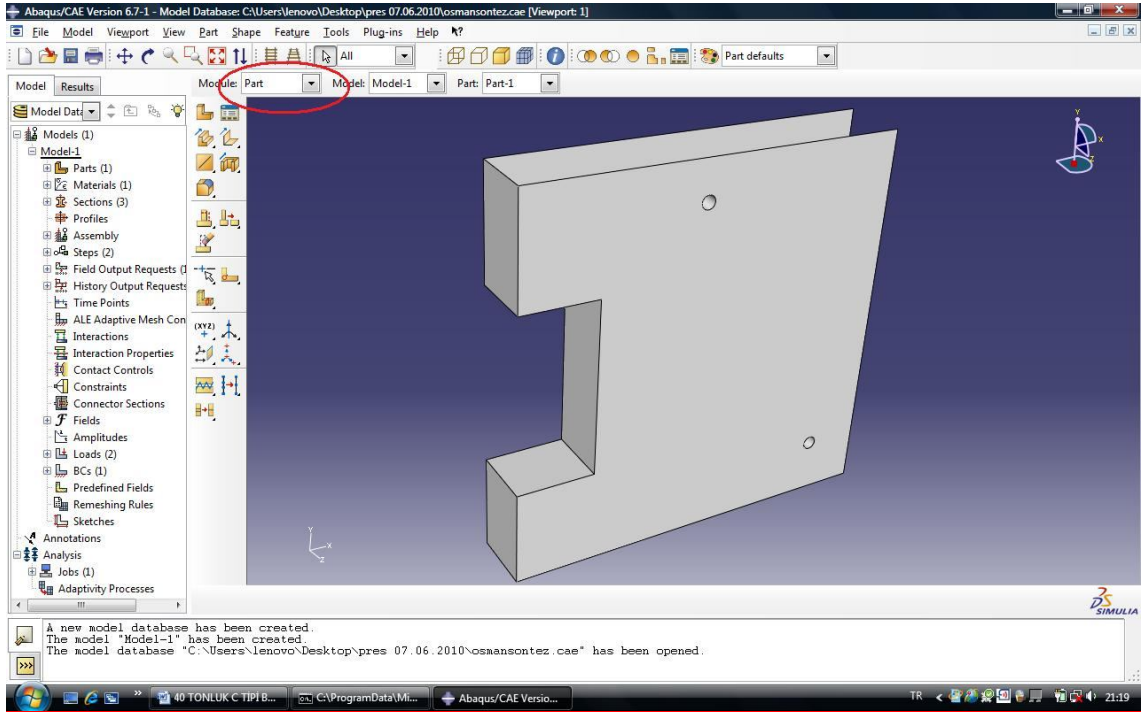 Abaqus/CAE Version 6.7-1 - Model Database: C:\Users\lenovo\Desktop\pres 07.06.2010\osmansontez.cae [Viewport: 1]
File Model Viewport View Part Shape Feature Tools Plug-ins Help
All Part defaults
Model Results Module: Part Model: Model-1 Part: Part-1
Model Data
Models (1)
Model-1
Parts (1)
Materials (1)
Sections (3)
Profiles
Assembly
Steps (2)
Field Output Requests (1
History Output Requests
Time Points
ALE Adaptive Mesh Con
Interactions
Interaction Properties
Contact Controls
Constraints
Connector Sections
Fields
Amplitudes
Loads (2)
BCs (1)
Predefined Fields
Remeshing Rules
Sketches
Annotations
Analysis
Jobs (1)
Adaptivity Processes
(XYZ)
Y
X
Z
Y
X
Z
SIMULIA
A new model database has been created.
The model "Model-1" has been created.
The model database "C:\Users\lenovo\Desktop\pres 07.06.2010\osmansontez.cae" has been opened.
>>>
40 TONLUK C TİPİ B... C:\ProgramData\Mi... Abaqus/CAE Versio... TR 21:19